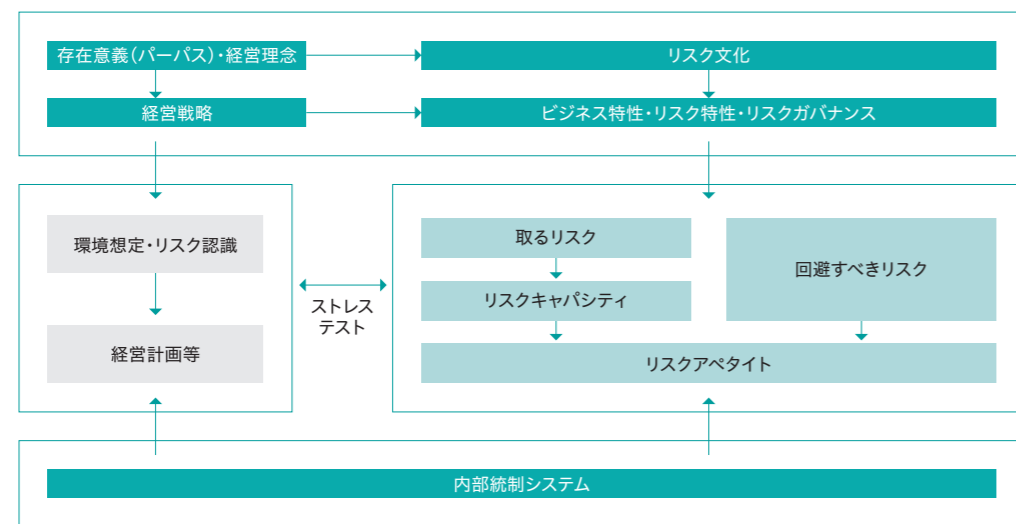 存在意義(パーパス)・経営理念
リスク文化
経営戦略
ビジネス特性・リスク特性・リスクガバナンス
環境想定・リスク認識
経営計画等
ストレス
テスト
取るリスク
リスクキャパシティ
回避すべきリスク
リスクアペタイト
内部統制システム